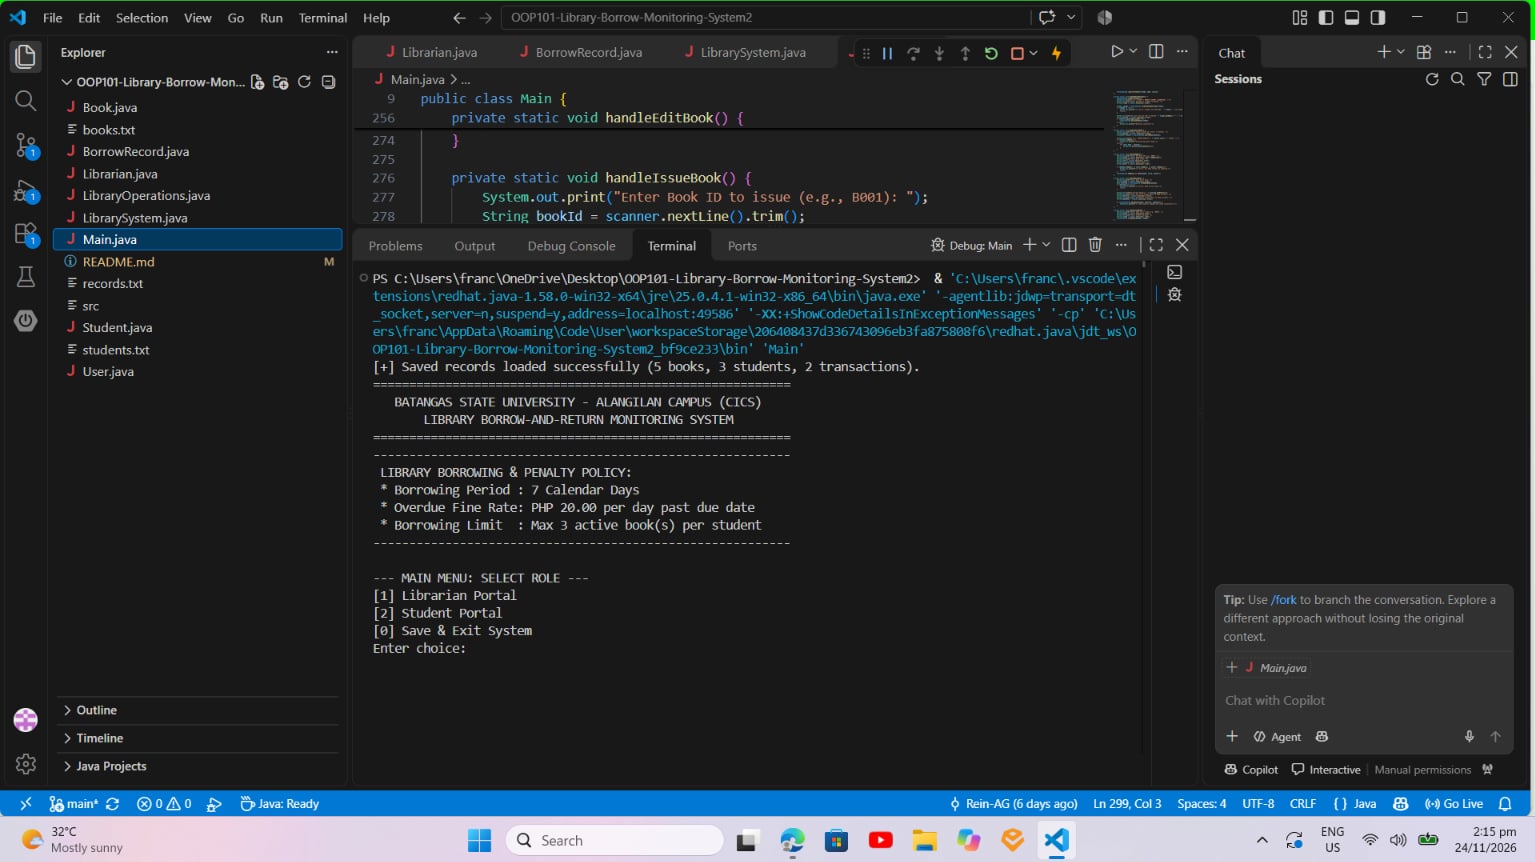 File Edit Selection View Go Run Terminal Help
OOP101-Library-Borrow-Monitoring-System2
Explorer
OOP101-Library-Borrow-Mon...
Book.java
books.txt
BorrowRecord.java
Librarian.java
LibraryOperations.java
LibrarySystem.java
Main.java
README.md M
records.txt
src
Student.java
students.txt
User.java
Outline
Timeline
Java Projects
1
1
1
Librarian.java BorrowRecord.java LibrarySystem.java
Main.java > ...
9 public class Main {
256 private static void handleEditBook() {
274 }
275
276 private static void handleIssueBook() {
277 System.out.print("Enter Book ID to issue (e.g., B001): ");
278 String bookId = scanner.nextLine().trim();
Problems Output Debug Console Terminal Ports
Debug: Main
PS C:\Users\franc\OneDrive\Desktop\OOP101-Library-Borrow-Monitoring-System2> & 'C:\Users\franc\.vscode\ex
tensions\redhat.java-1.58.0-win32-x64\jre\25.0.4.1-win32-x86_64\bin\java.exe' '-agentlib:jdwp=transport=dt
_socket,server=n,suspend=y,address=localhost:49586' '-XX:+ShowCodeDetailsInExceptionMessages' '-cp' 'C:\Us
ers\franc\AppData\Roaming\Code\User\workspaceStorage\206408437d336743096eb3fa875808f6\redhat.java\jdt_ws\O
OP101-Library-Borrow-Monitoring-System2_bf9ce233\bin' 'Main'
[+] Saved records loaded successfully (5 books, 3 students, 2 transactions).
==========================================================
BATANGAS STATE UNIVERSITY - ALANGILAN CAMPUS (CICS)
LIBRARY BORROW-AND-RETURN MONITORING SYSTEM
==========================================================
----------------------------------------------------------
LIBRARY BORROWING & PENALTY POLICY:
* Borrowing Period : 7 Calendar Days
* Overdue Fine Rate: PHP 20.00 per day past due date
* Borrowing Limit  : Max 3 active book(s) per student
----------------------------------------------------------
--- MAIN MENU: SELECT ROLE ---
[1] Librarian Portal
[2] Student Portal
[0] Save & Exit System
Enter choice:
Chat
Sessions
Tip: Use /fork to branch the conversation. Explore a
different approach without losing the original
context.
Main.java
Chat with Copilot
Agent
Copilot Interactive Manual permissions
main* 0 0 Java: Ready
Rein-AG (6 days ago) Ln 299, Col 3 Spaces: 4 UTF-8 CRLF { } Java Go Live
32°C
Mostly sunny
Search
ENG
US
2:15 pm
24/11/2026